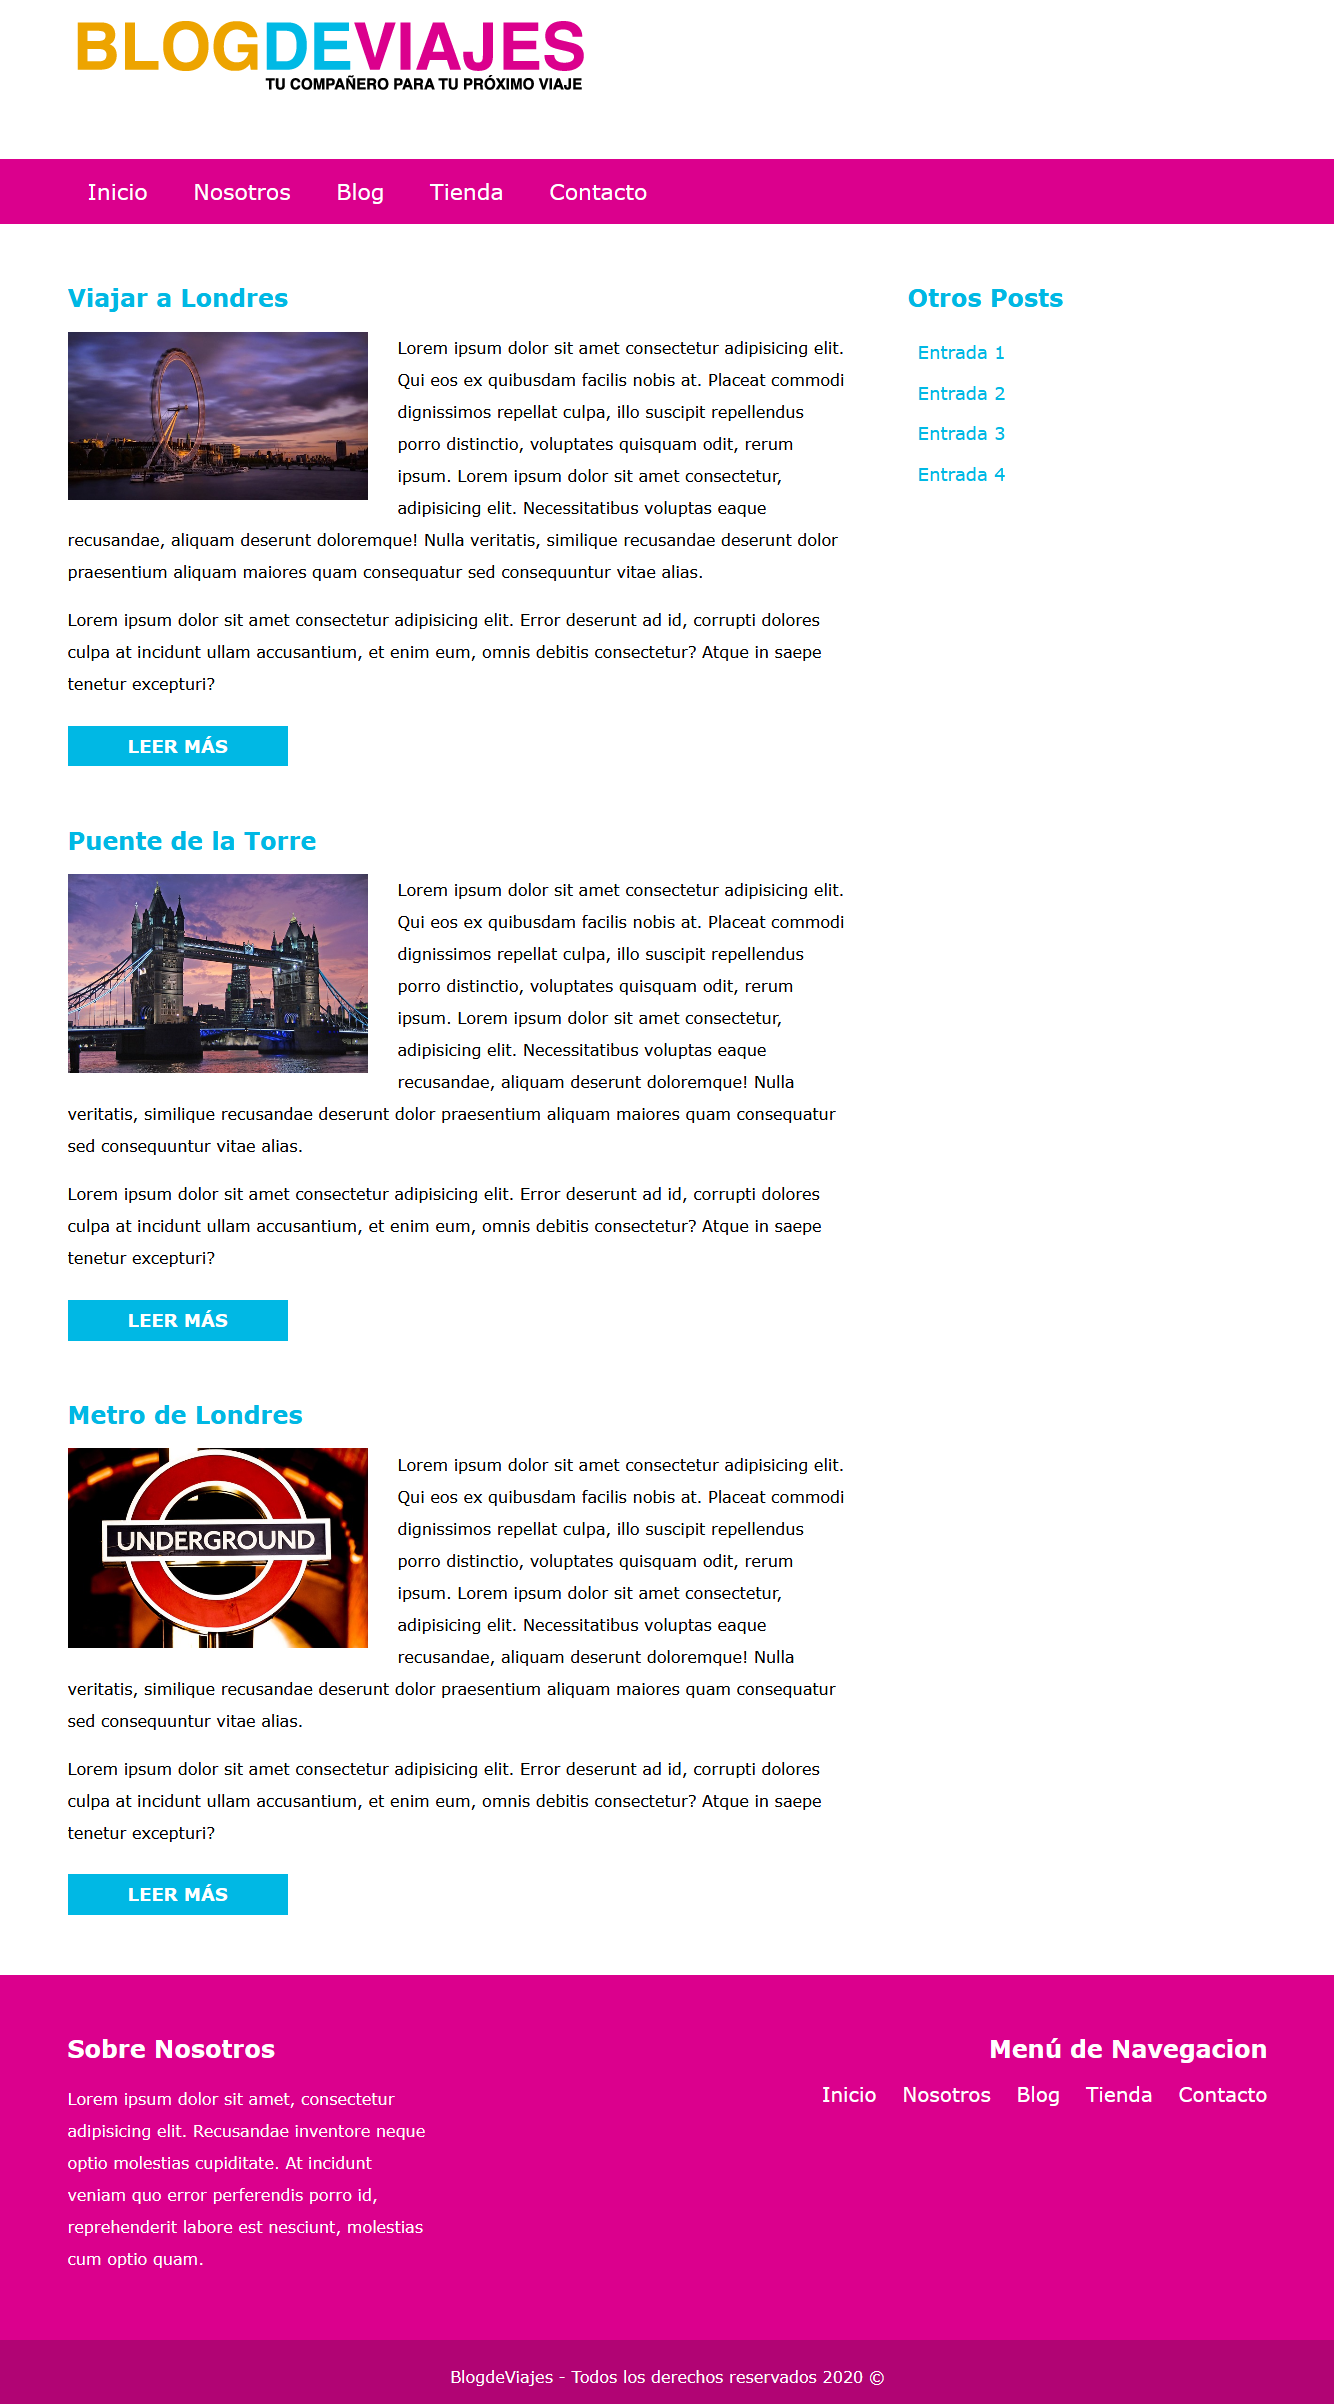 BLOGDEVIAJES
TU COMPAÑERO PARA TU PRÓXIMO VIAJE
Inicio Nosotros Blog Tienda Contacto
Viajar a Londres
Lorem ipsum dolor sit amet consectetur adipisicing elit.
Qui eos ex quibusdam facilis nobis at. Placeat commodi
dignissimos repellat culpa, illo suscipit repellendus
porro distinctio, voluptates quisquam odit, rerum
ipsum. Lorem ipsum dolor sit amet consectetur,
adipisicing elit. Necessitatibus voluptas eaque
recusandae, aliquam deserunt doloremque! Nulla veritatis, similique recusandae deserunt dolor
praesentium aliquam maiores quam consequatur sed consequuntur vitae alias.
Lorem ipsum dolor sit amet consectetur adipisicing elit. Error deserunt ad id, corrupti dolores
culpa at incidunt ullam accusantium, et enim eum, omnis debitis consectetur? Atque in saepe
tenetur excepturi?
LEER MÁS
Puente de la Torre
Lorem ipsum dolor sit amet consectetur adipisicing elit.
Qui eos ex quibusdam facilis nobis at. Placeat commodi
dignissimos repellat culpa, illo suscipit repellendus
porro distinctio, voluptates quisquam odit, rerum
ipsum. Lorem ipsum dolor sit amet consectetur,
adipisicing elit. Necessitatibus voluptas eaque
recusandae, aliquam deserunt doloremque! Nulla
veritatis, similique recusandae deserunt dolor praesentium aliquam maiores quam consequatur
sed consequuntur vitae alias.
Lorem ipsum dolor sit amet consectetur adipisicing elit. Error deserunt ad id, corrupti dolores
culpa at incidunt ullam accusantium, et enim eum, omnis debitis consectetur? Atque in saepe
tenetur excepturi?
LEER MÁS
Metro de Londres
UNDERGROUND
Lorem ipsum dolor sit amet consectetur adipisicing elit.
Qui eos ex quibusdam facilis nobis at. Placeat commodi
dignissimos repellat culpa, illo suscipit repellendus
porro distinctio, voluptates quisquam odit, rerum
ipsum. Lorem ipsum dolor sit amet consectetur,
adipisicing elit. Necessitatibus voluptas eaque
recusandae, aliquam deserunt doloremque! Nulla
veritatis, similique recusandae deserunt dolor praesentium aliquam maiores quam consequatur
sed consequuntur vitae alias.
Lorem ipsum dolor sit amet consectetur adipisicing elit. Error deserunt ad id, corrupti dolores
culpa at incidunt ullam accusantium, et enim eum, omnis debitis consectetur? Atque in saepe
tenetur excepturi?
LEER MÁS
Otros Posts
Entrada 1
Entrada 2
Entrada 3
Entrada 4
Sobre Nosotros
Lorem ipsum dolor sit amet, consectetur
adipisicing elit. Recusandae inventore neque
optio molestias cupiditate. At incidunt
veniam quo error perferendis porro id,
reprehenderit labore est nesciunt, molestias
cum optio quam.
Menú de Navegacion
Inicio Nosotros Blog Tienda Contacto
BlogdeViajes - Todos los derechos reservados 2020 ©